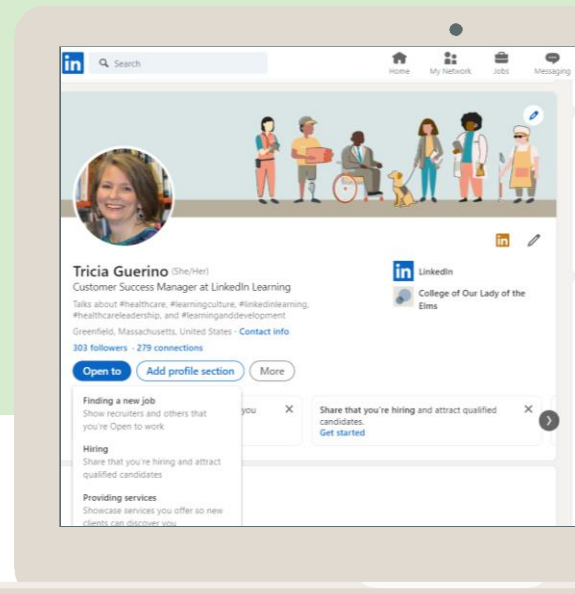 in Search
Home My Network Jobs Messaging
in
Tricia Guerino (She/Her)
Customer Success Manager at LinkedIn Learning
Talks about #healthcare, #learningculture, #linkedinlearning,
#healthcareleadership, and #learninganddevelopment
Greenfield, Massachusetts, United States · Contact info
303 followers · 279 connections
in LinkedIn
College of Our Lady of the
Elms
Open to Add profile section More
Finding a new job
Show recruiters and others that
you're Open to work
Hiring
Share that you're hiring and attract
qualified candidates
Providing services
Showcase services you offer so new
clients can discover you
you
Share that you're hiring and attract qualified
candidates.
Get started